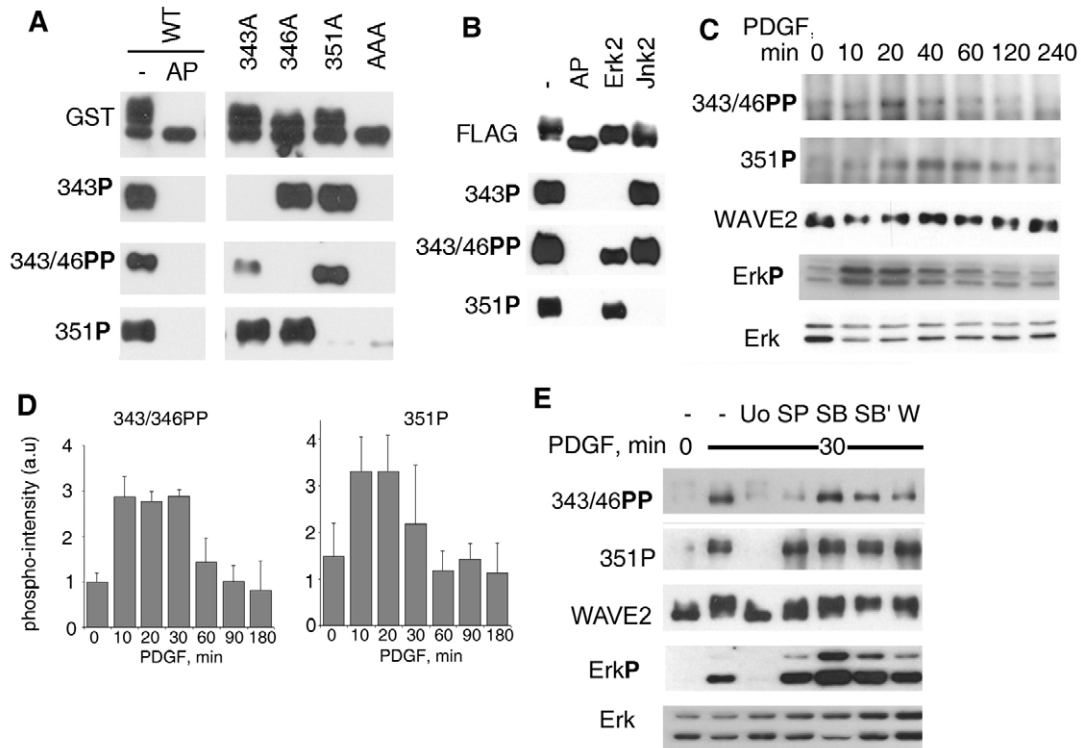 A
WT
- AP 343A 346A 351A AAA
GST
343P
343/46PP
351P
B
- AP Erk2 Jnk2
FLAG
343P
343/46PP
351P
C
PDGF,
min 0 10 20 40 60 120 240
343/46PP
351P
WAVE2
ErkP
Erk
D
343/346PP
phospho-intensity (a.u)
4
3
2
1
0
0 10 20 30 60 90 180
PDGF, min
351P
4
3
2
1
0
0 10 20 30 60 90 180
PDGF, min
E
- - Uo SP SB SB' W
PDGF, min 0 30
343/46PP
351P
WAVE2
ErkP
Erk